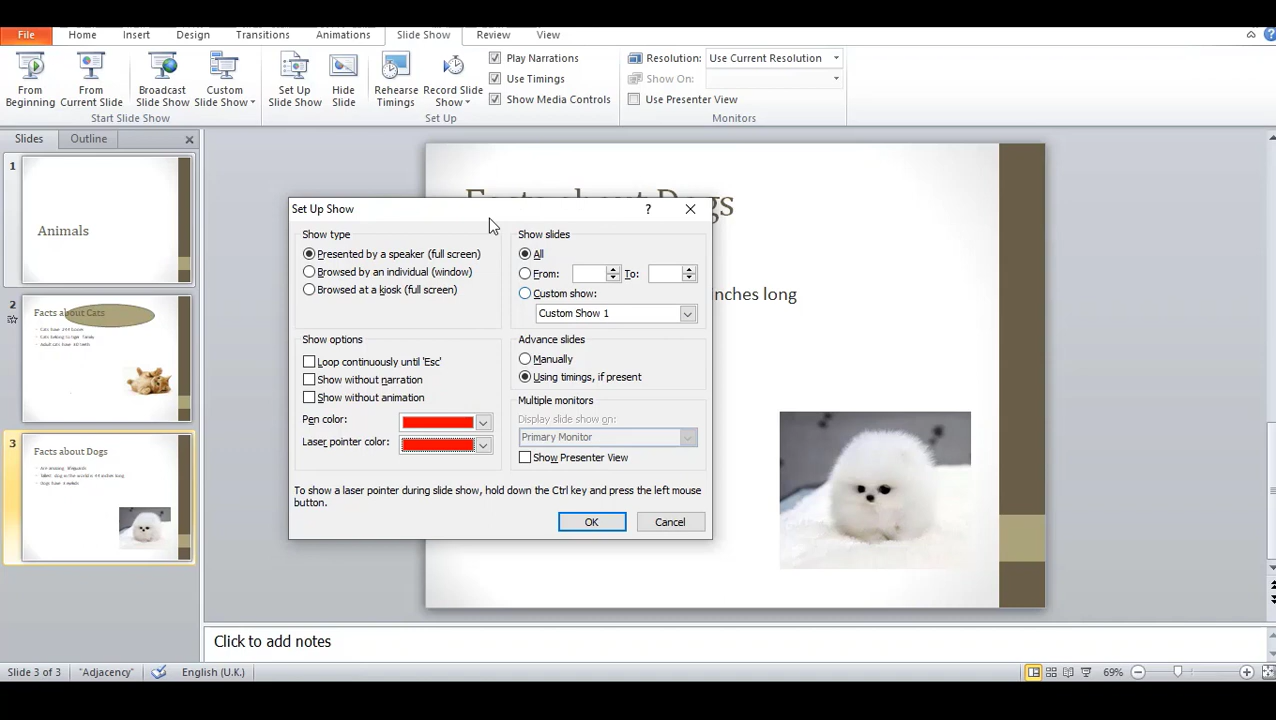 File Home Insert Design Transitions Animations Slide Show Review View
From Beginning
From Current Slide
Broadcast Slide Show
Custom Slide Show
Start Slide Show
Set Up Slide Show
Hide Slide
Rehearse Timings
Record Slide Show
Play Narrations
Use Timings
Show Media Controls
Set Up
Resolution: Use Current Resolution
Show On:
Use Presenter View
Monitors
Slides Outline
1
Animals
2
Facts about Cats
3
Facts about Dogs
Facts about Dogs
inches long
Set Up Show ?
Show type
Presented by a speaker (full screen)
Browsed by an individual (window)
Browsed at a kiosk (full screen)
Show options
Loop continuously until 'Esc'
Show without narration
Show without animation
Pen color:
Laser pointer color:
Show slides
All
From: To:
Custom show:
Custom Show 1
Advance slides
Manually
Using timings, if present
Multiple monitors
Display slide show on:
Primary Monitor
Show Presenter View
To show a laser pointer during slide show, hold down the Ctrl key and press the left mouse
button.
OK Cancel
Click to add notes
Slide 3 of 3 "Adjacency" English (U.K.) 69%